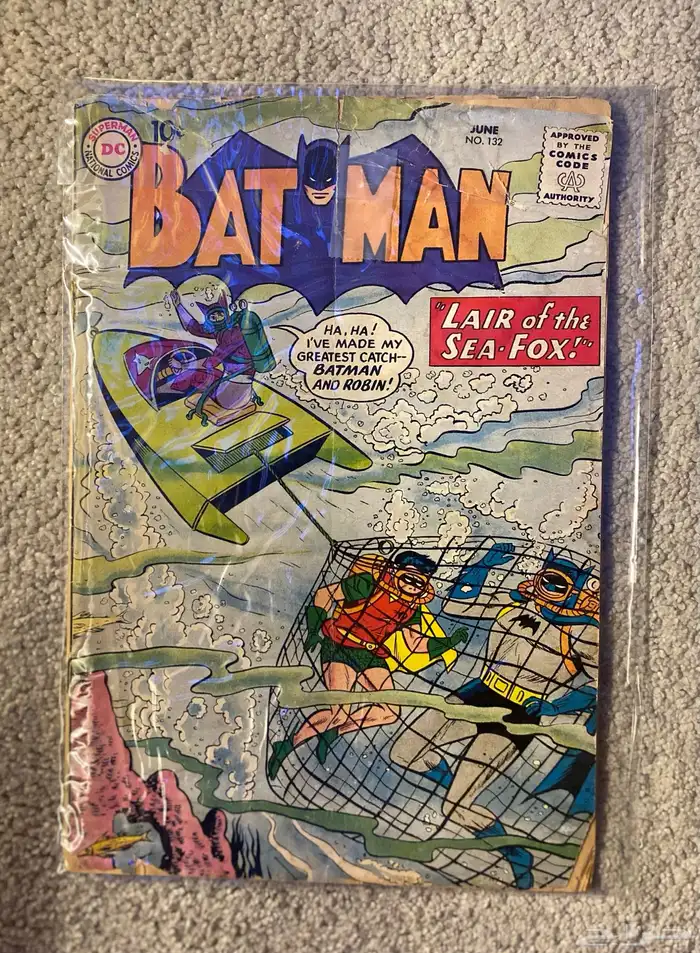 SUPERMAN
DC
NATIONAL COMICS
10¢
JUNE
NO. 132
APPROVED
BY THE
COMICS
CODE
CA
AUTHORITY
BATMAN
"LAIR of the
SEA-FOX!"
HA, HA!
I'VE MADE MY
GREATEST CATCH--
BATMAN
AND ROBIN!